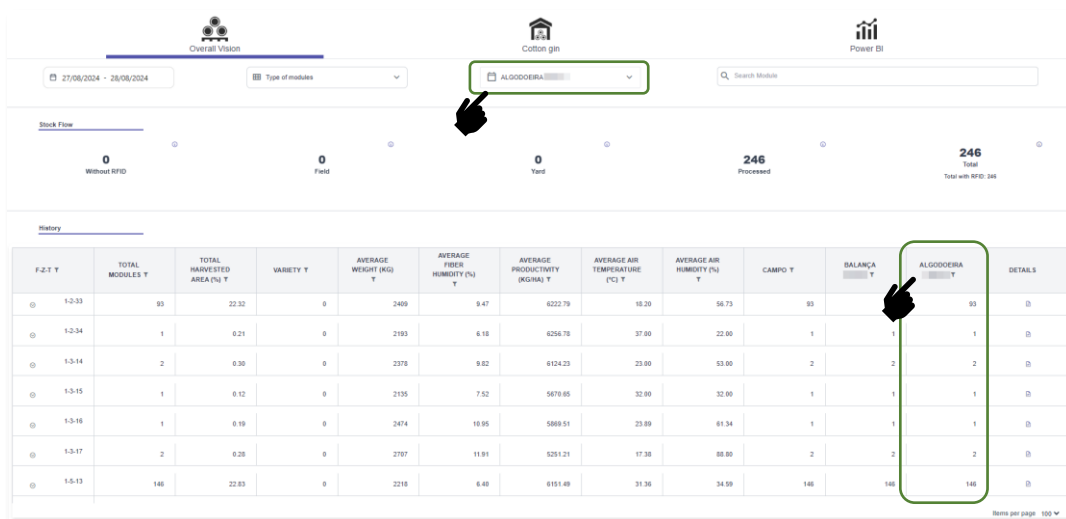 Overall Vision
Cotton gin
Power BI
27/08/2024 - 28/08/2024
Type of modules
ALGODOEIRA
Search Module
Stock Flow
0
Without RFID
0
Field
0
Yard
246
Processed
246
Total
Total with RFID: 246
History
F-Z-T
TOTAL MODULES
TOTAL HARVESTED AREA (%)
VARIETY
AVERAGE WEIGHT (KG)
AVERAGE FIBER HUMIDITY (%)
AVERAGE PRODUCTIVITY (KG/HA)
AVERAGE AIR TEMPERATURE (ºC)
AVERAGE AIR HUMIDITY (%)
CAMPO
BALANÇA
ALGODOEIRA
DETAILS
1-2-33 93 22.32 0 2409 9.47 6222.79 18.20 56.73 93 93
1-2-34 1 0.21 0 2193 6.18 6256.78 37.00 22.00 1 1 1
1-3-14 2 0.30 0 2378 9.82 6124.23 23.00 53.00 2 2 2
1-3-15 1 0.12 0 2135 7.52 5670.65 32.00 32.00 1 1 1
1-3-16 1 0.19 0 2474 10.95 5869.51 23.89 61.34 1 1 1
1-3-17 2 0.28 0 2707 11.91 5251.21 17.38 88.80 2 2 2
1-5-13 146 22.83 0 2218 6.40 6151.49 31.36 34.59 146 146 146
Items per page 100